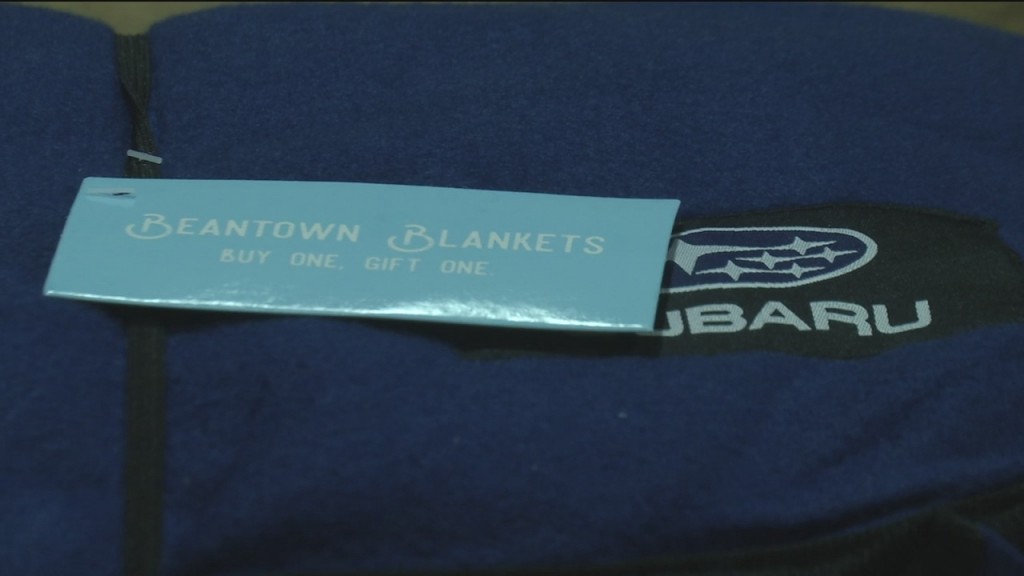 BEANTOWN BLANKETS
BUY ONE. GIFT ONE.
UBARU